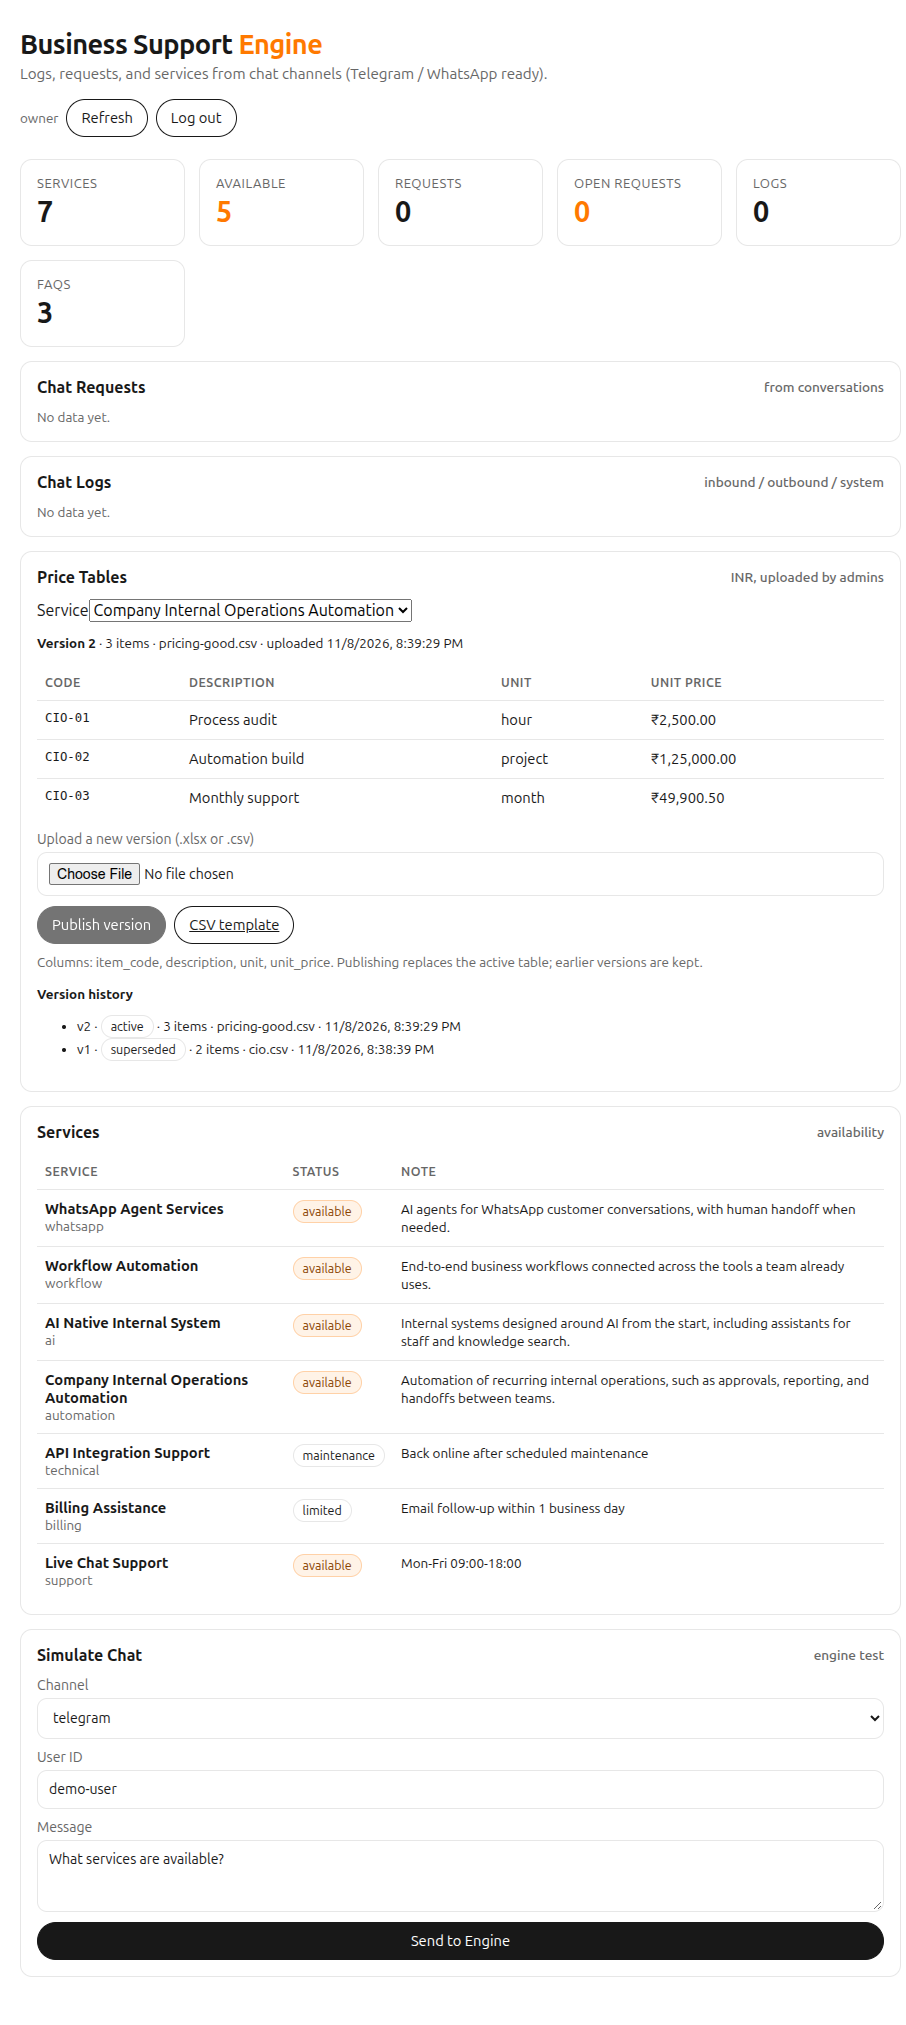 Business Support Engine
Logs, requests, and services from chat channels (Telegram / WhatsApp ready).
owner Refresh Log out
SERVICES
7
AVAILABLE
5
REQUESTS
0
OPEN REQUESTS
0
LOGS
0
FAQS
3
Chat Requests from conversations
No data yet.
Chat Logs inbound / outbound / system
No data yet.
Price Tables INR, uploaded by admins
Service Company Internal Operations Automation
Version 2 · 3 items · pricing-good.csv · uploaded 11/8/2026, 8:39:29 PM
CODE DESCRIPTION UNIT UNIT PRICE
CIO-01 Process audit hour ₹2,500.00
CIO-02 Automation build project ₹1,25,000.00
CIO-03 Monthly support month ₹49,900.50
Upload a new version (.xlsx or .csv)
Choose File No file chosen
Publish version CSV template
Columns: item_code, description, unit, unit_price. Publishing replaces the active table; earlier versions are kept.
Version history
• v2 · active · 3 items · pricing-good.csv · 11/8/2026, 8:39:29 PM
• v1 · superseded · 2 items · cio.csv · 11/8/2026, 8:38:39 PM
Services availability
SERVICE STATUS NOTE
WhatsApp Agent Services
whatsapp
available
AI agents for WhatsApp customer conversations, with human handoff when
needed.
Workflow Automation
workflow
available
End-to-end business workflows connected across the tools a team already
uses.
AI Native Internal System
ai
available
Internal systems designed around AI from the start, including assistants for
staff and knowledge search.
Company Internal Operations
Automation
automation
available
Automation of recurring internal operations, such as approvals, reporting, and
handoffs between teams.
API Integration Support
technical
maintenance
Back online after scheduled maintenance
Billing Assistance
billing
limited
Email follow-up within 1 business day
Live Chat Support
support
available
Mon-Fri 09:00-18:00
Simulate Chat engine test
Channel
telegram
User ID
demo-user
Message
What services are available?
Send to Engine